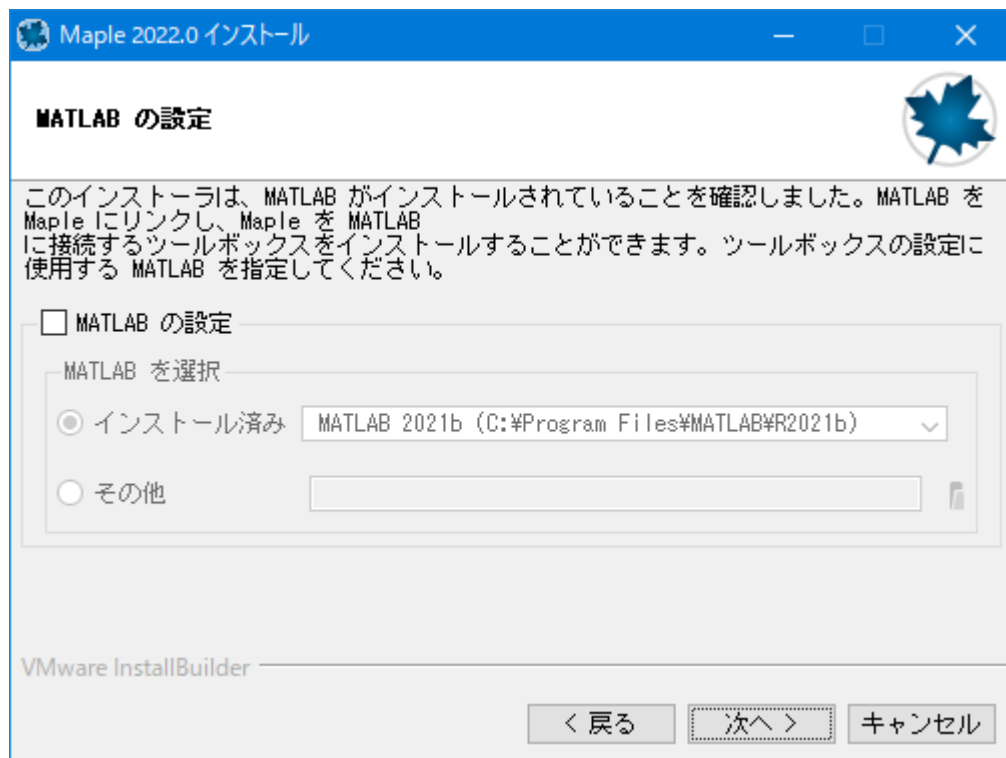 Maple 2022.0 インストール
MATLAB の設定
このインストーラは、MATLAB がインストールされていることを確認しました。MATLAB を
Maple にリンクし、Maple を MATLAB
に接続するツールボックスをインストールすることができます。ツールボックスの設定に
使用する MATLAB を指定してください。
MATLAB の設定
MATLAB を選択
インストール済み MATLAB 2021b (C:¥Program Files¥MATLAB¥R2021b)
その他
VMware InstallBuilder
< 戻る 次へ > キャンセル